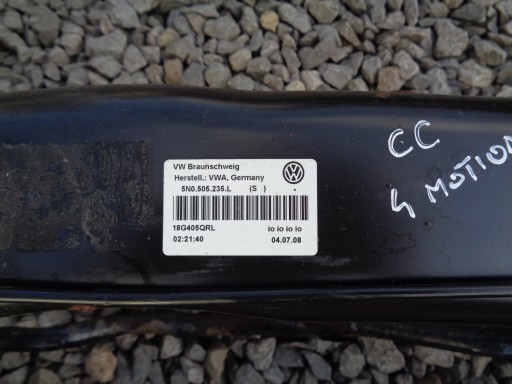 VW Braunschweig
Herstell.: VWA, Germany
5N0.505.235.L (S )
18G405QRL io io io io
02:21:40 04.07.08
CC
4 MOTION